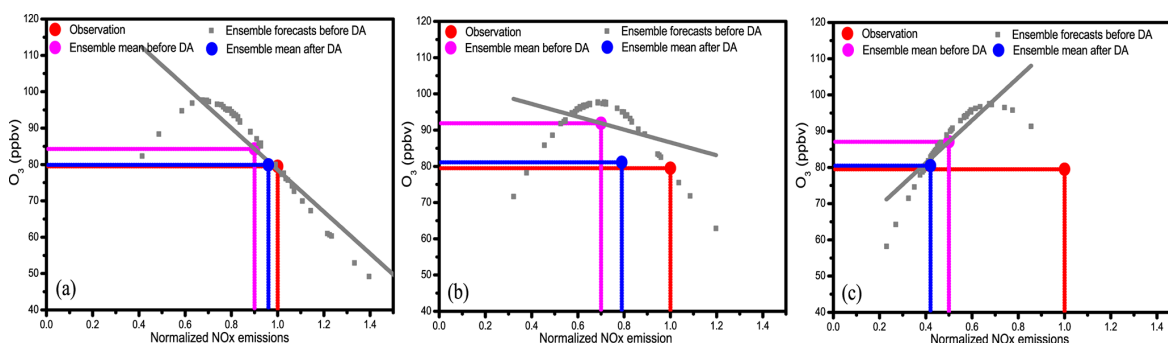 Observation
Ensemble forecasts before DA
Ensemble mean before DA
Ensemble mean after DA
O3 (ppbv)
120
110
100
90
80
70
60
50
40
(a)
0.0 0.2 0.4 0.6 0.8 1.0 1.2 1.4
Normalized NOx emissions
Observation
Ensemble forecasts before DA
Ensemble mean before DA
Ensemble mean after DA
O3 (ppbv)
120
110
100
90
80
70
60
50
40
(b)
0.0 0.2 0.4 0.6 0.8 1.0 1.2 1.4
Normalized NOx emission
Observation
Ensemble forecasts before DA
Ensemble mean before DA
Ensemble mean after DA
O3 (ppbv)
120
110
100
90
80
70
60
50
40
(c)
0.0 0.2 0.4 0.6 0.8 1.0 1.2 1.4
Normalized NOx emissions